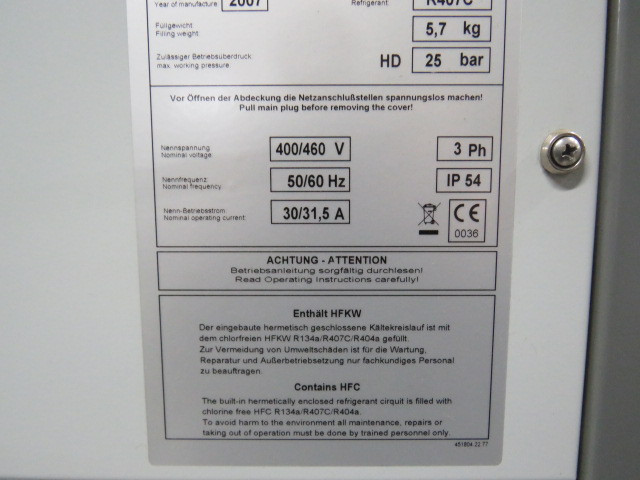 Year of manufacture
2007
Refrigerant:
R407C
Füllgewicht:
Filling weight:
5,7 kg
Zulässiger Betriebsüberdruck:
max. working pressure:
HD
25 bar
Vor Öffnen der Abdeckung die Netzanschlußstellen spannungslos machen!
Pull main plug before removing the cover!
Nennspannung:
Nominal voltage:
400/460 V
3 Ph
Nennfrequenz:
Nominal frequency:
50/60 Hz
IP 54
Nenn-Betriebsstrom:
Nominal operating current:
30/31,5 A
CE
0036
ACHTUNG - ATTENTION
Betriebsanleitung sorgfältig durchlesen!
Read Operating Instructions carefully!
Enthält HFKW
Der eingebaute hermetisch geschlossene Kältekreislauf ist mit
dem chlorfreien HFKW R134a/R407C/R404a gefüllt.
Zur Vermeidung von Umweltschäden ist für die Wartung,
Reparatur und Außerbetriebsetzung nur fachkundiges Personal
zu beauftragen.
Contains HFC
The built-in hermetically enclosed refrigerant cirquit is filled with
chlorine free HFC R134a/R407C/R404a.
To avoid harm to the environment all maintenance, repairs or
taking out of operation must be done by trained personnel only.